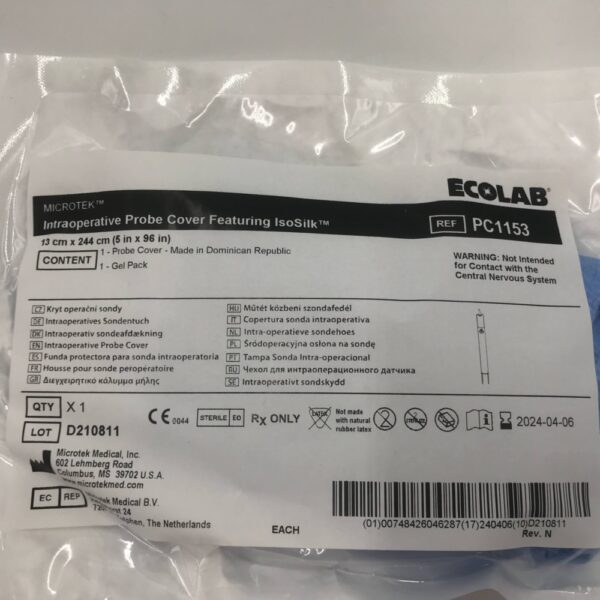 ECOLAB®
MICROTEK™
Intraoperative Probe Cover Featuring IsoSilk™
REF PC1153
13 cm x 244 cm (5 in x 96 in)
CONTENT
1 - Probe Cover - Made in Dominican Republic
1 - Gel Pack
WARNING: Not Intended
for Contact with the
Central Nervous System
CZ Kryt operační sondy
DE Intraoperatives Sondentuch
DK Intraoperativ sondeafdækning
EN Intraoperative Probe Cover
ES Funda protectora para sonda intraoperatoria
FR Housse pour sonde peroperatoire
GR Διεγχειρητικό κάλυμμα μήλης
HU Műtét közbeni szondafedél
IT Copertura sonda intraoperativa
NL Intra-operatieve sondehoes
PL Śródoperacyjna osłona na sondę
PT Tampa Sonda Intra-operacional
RU Чехол для интраоперационного датчика
SE Intraoperativt sondskydd
QTY X 1
LOT D210811
CE 0044
STERILE EO
Rx ONLY
LATEX
Not made
with natural
rubber latex
2024-04-06
Microtek Medical, Inc.
602 Lehmberg Road
Columbus, MS 39702 U.S.A.
www.microtekmed.com
EC REP
Medical B.V.
24
The Netherlands
EACH
(01)00748426046287(17)240406(10)D210811
Rev. N